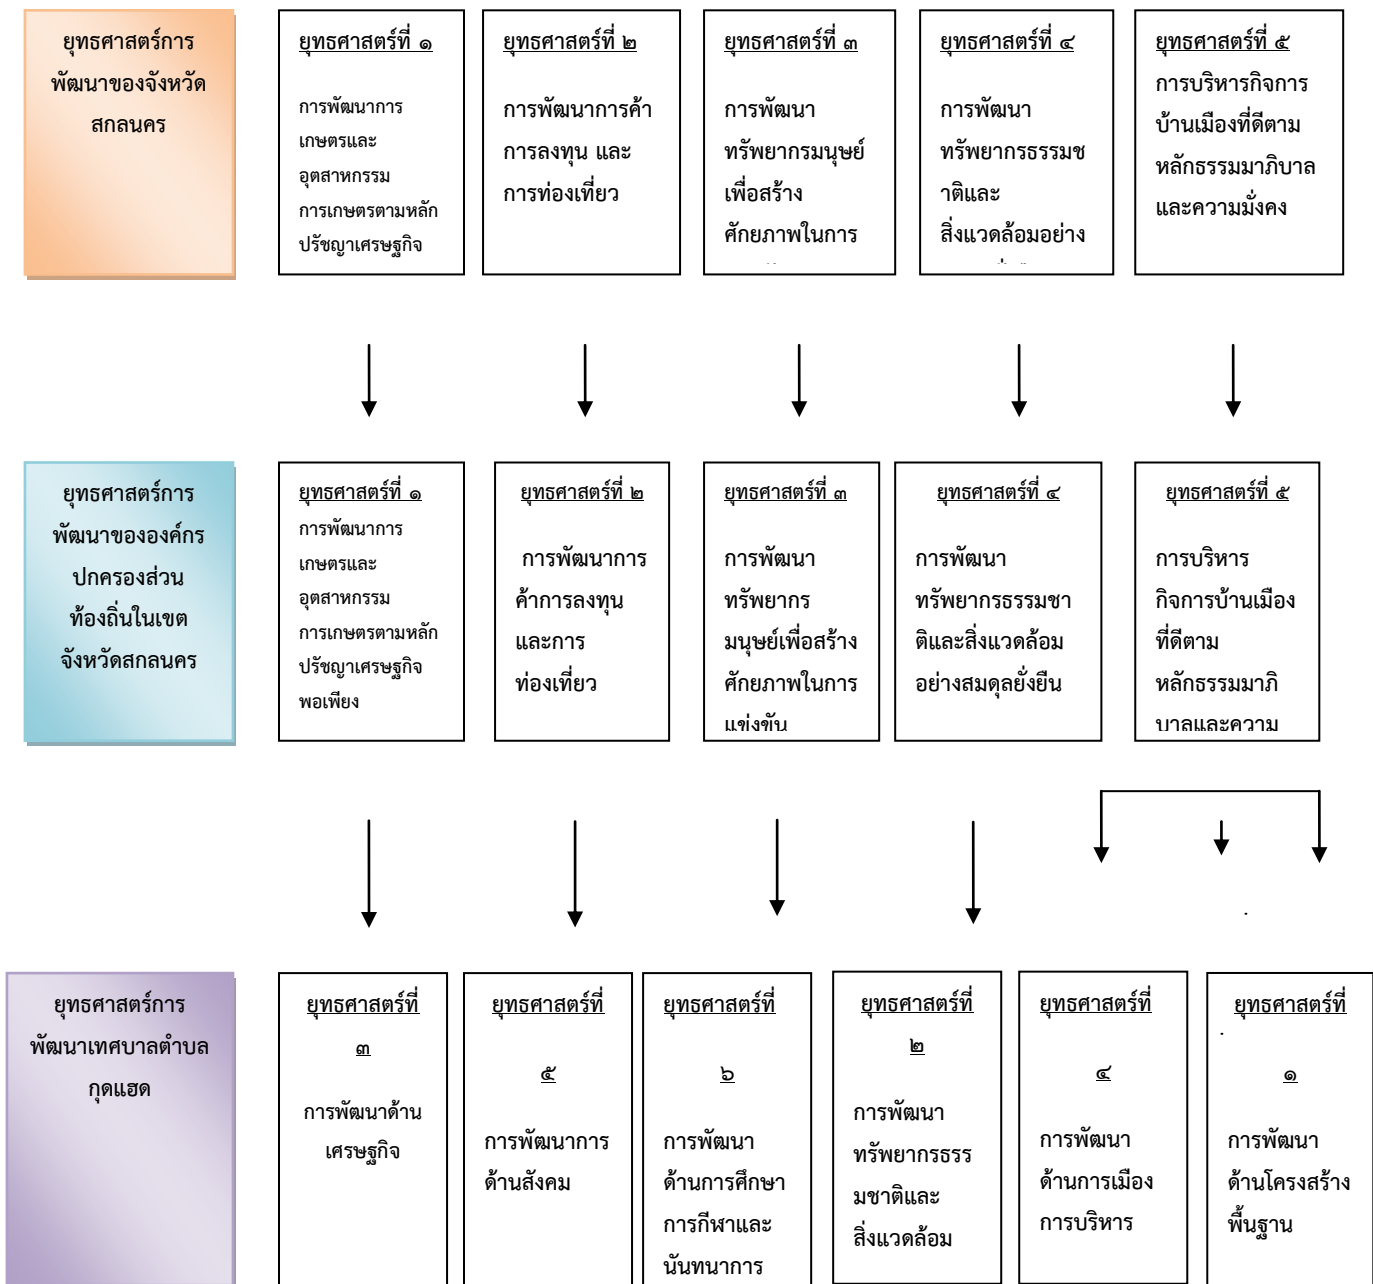 ยุทธศาสตร์การ
พัฒนาของจังหวัด
สกลนคร
ยุทธศาสตร์ที่ ๑
การพัฒนาการ
เกษตรและ
อุตสาหกรรม
การเกษตรตามหลัก
ปรัชญาเศรษฐกิจ
ยุทธศาสตร์ที่ ๒
การพัฒนาการค้า
การลงทุน และ
การท่องเที่ยว
ยุทธศาสตร์ที่ ๓
การพัฒนา
ทรัพยากรมนุษย์
เพื่อสร้าง
ศักยภาพในการ
ยุทธศาสตร์ที่ ๔
การพัฒนา
ทรัพยากรธรรมช
าติและ
สิ่งแวดล้อมอย่าง
ยุทธศาสตร์ที่ ๕
การบริหารกิจการ
บ้านเมืองที่ดีตาม
หลักธรรมมาภิบาล
และความมั่งคง
ยุทธศาสตร์การ
พัฒนาขององค์กร
ปกครองส่วน
ท้องถิ่นในเขต
จังหวัดสกลนคร
ยุทธศาสตร์ที่ ๑
การพัฒนาการ
เกษตรและ
อุตสาหกรรม
การเกษตรตามหลัก
ปรัชญาเศรษฐกิจ
พอเพียง
ยุทธศาสตร์ที่ ๒
การพัฒนาการ
ค้าการลงทุน
และการ
ท่องเที่ยว
ยุทธศาสตร์ที่ ๓
การพัฒนา
ทรัพยากร
มนุษย์เพื่อสร้าง
ศักยภาพในการ
แข่งขัน
ยุทธศาสตร์ที่ ๔
การพัฒนา
ทรัพยากรธรรมชา
ติและสิ่งแวดล้อม
อย่างสมดุลยั่งยืน
ยุทธศาสตร์ที่ ๕
การบริหาร
กิจการบ้านเมือง
ที่ดีตาม
หลักธรรมมาภิ
บาลและความ
ยุทธศาสตร์การ
พัฒนาเทศบาลตำบล
กุดแฮด
ยุทธศาสตร์ที่
๓
การพัฒนาด้าน
เศรษฐกิจ
ยุทธศาสตร์ที่
๕
การพัฒนาการ
ด้านสังคม
ยุทธศาสตร์ที่
๖
การพัฒนา
ด้านการศึกษา
การกีฬาและ
นันทนาการ
ยุทธศาสตร์ที่
๒
การพัฒนา
ทรัพยากรธรร
มชาติและ
สิ่งแวดล้อม
ยุทธศาสตร์ที่
๔
การพัฒนา
ด้านการเมือง
การบริหาร
ยุทธศาสตร์ที่
๑
การพัฒนา
ด้านโครงสร้าง
พื้นฐาน